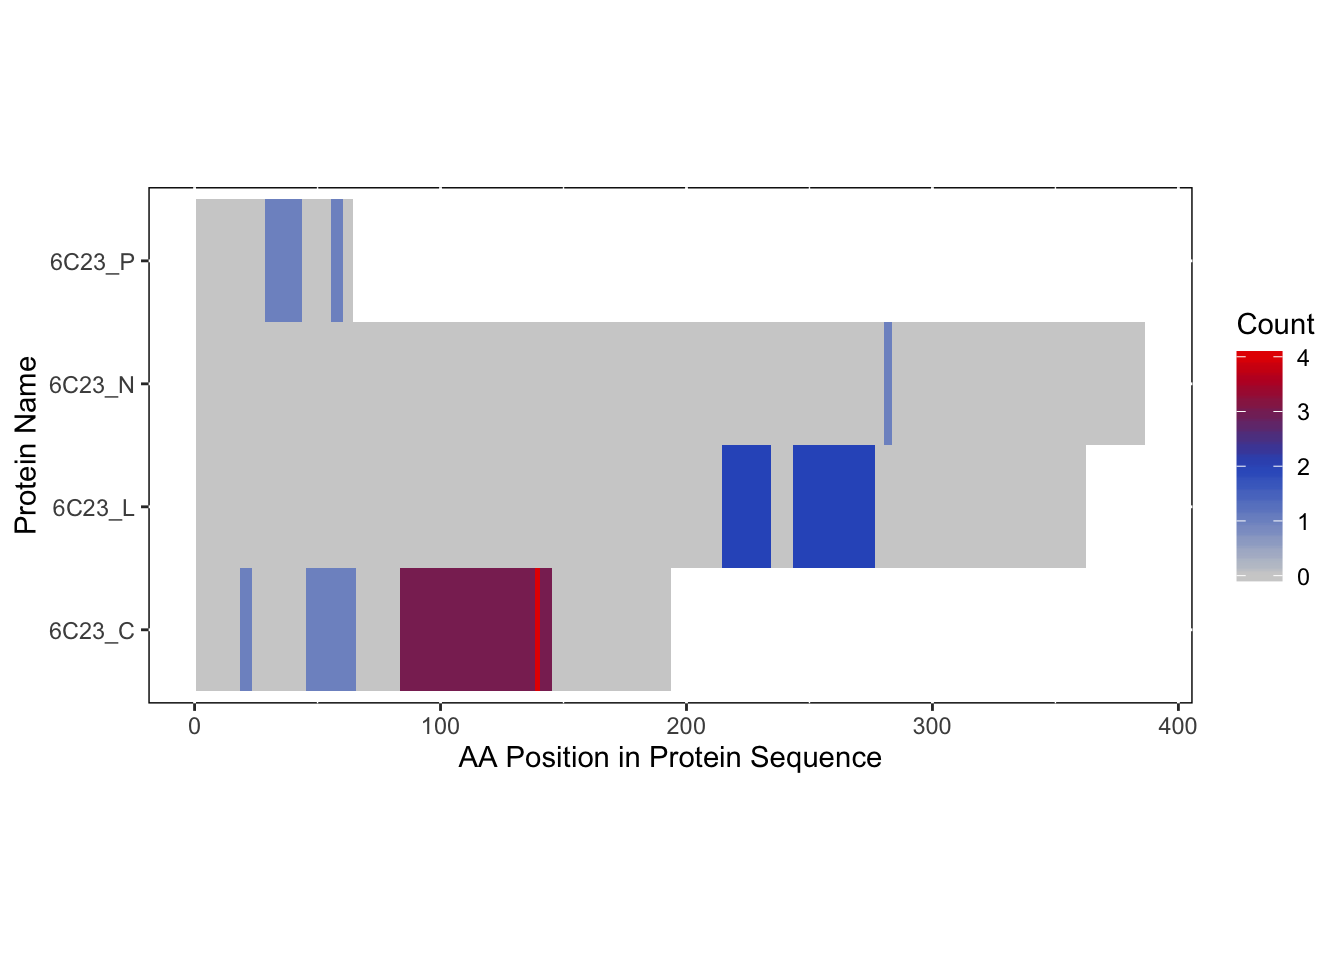 6C23_P
6C23_N
6C23_L
6C23_C
Protein Name
0 100 200 300 400
AA Position in Protein Sequence
Count
4
3
2
1
0